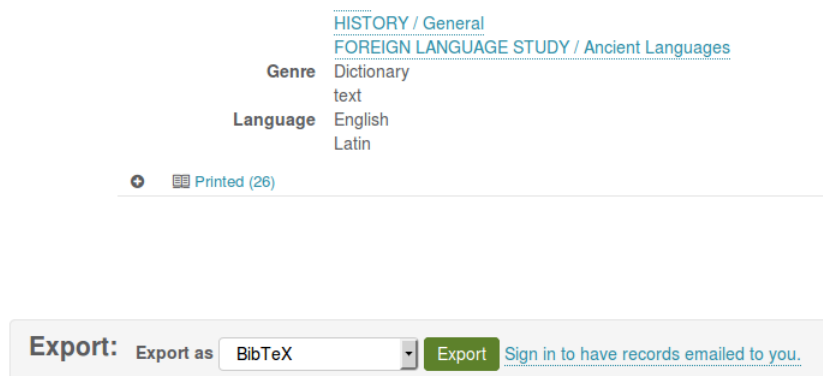 HISTORY / General
FOREIGN LANGUAGE STUDY / Ancient Languages
Genre Dictionary
text
Language English
Latin
Printed (26)
Export: Export as BibTeX Export Sign in to have records emailed to you.